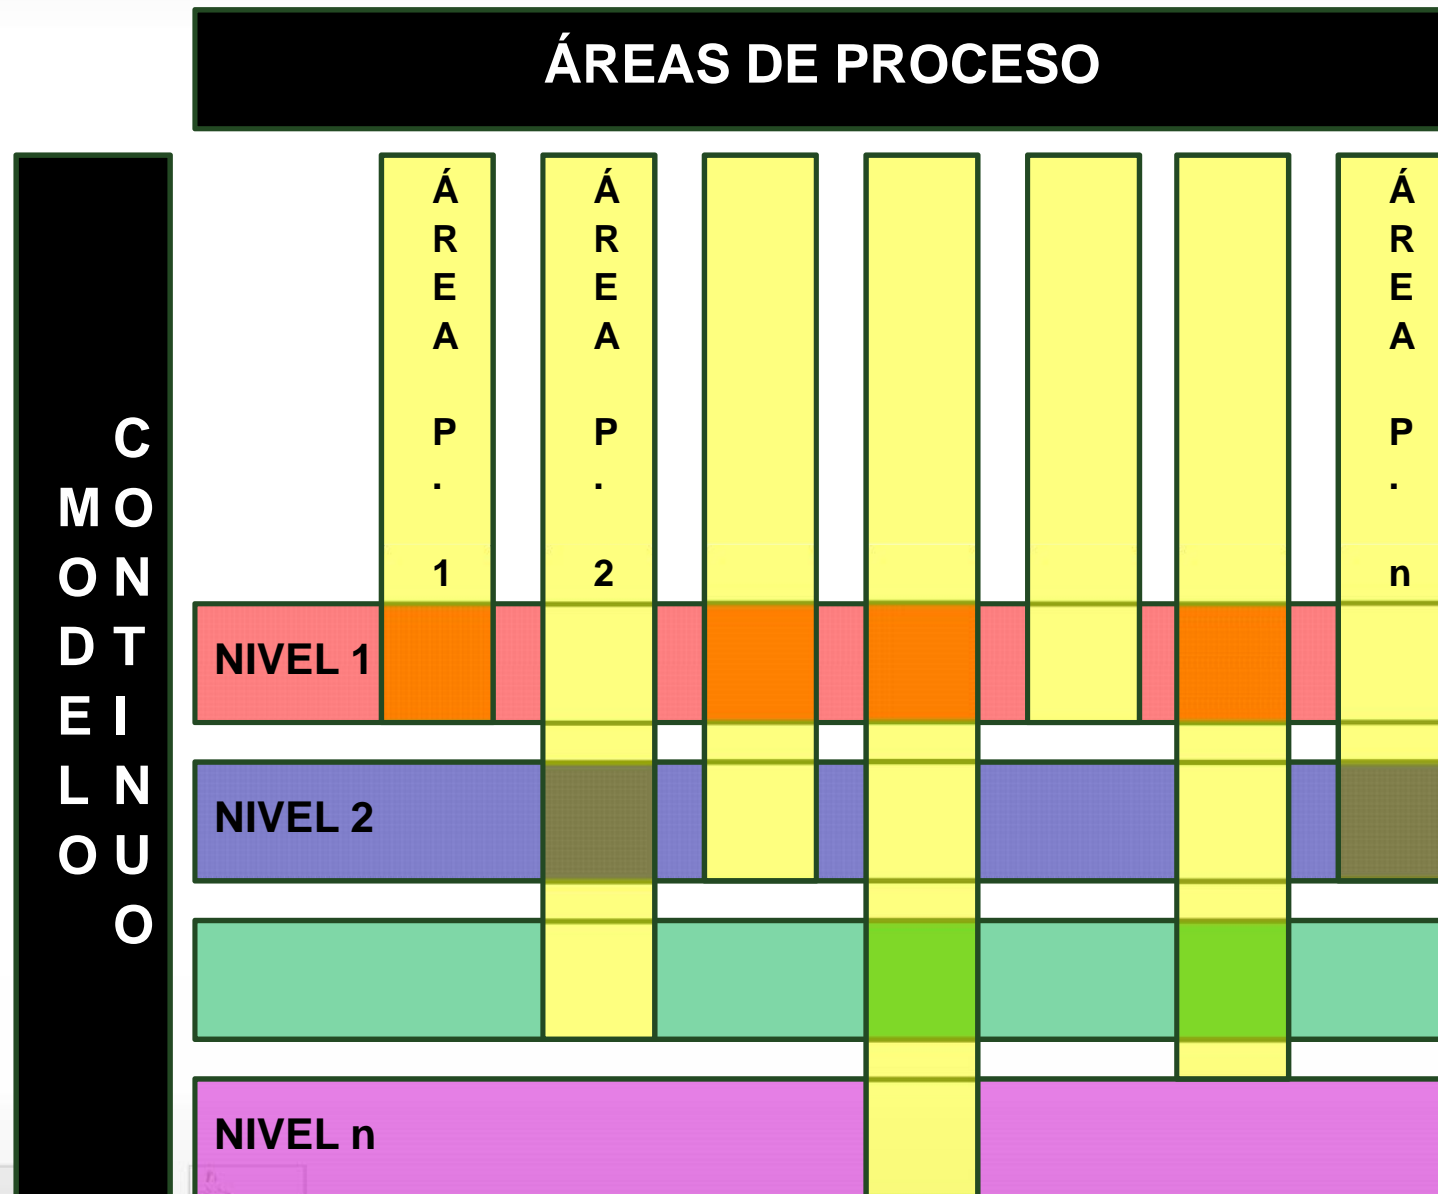 ÁREAS DE PROCESO
MODELO
CONTINUO
ÁREA P. 1
ÁREA P. 2
ÁREA P. n
NIVEL 1
NIVEL 2
NIVEL n